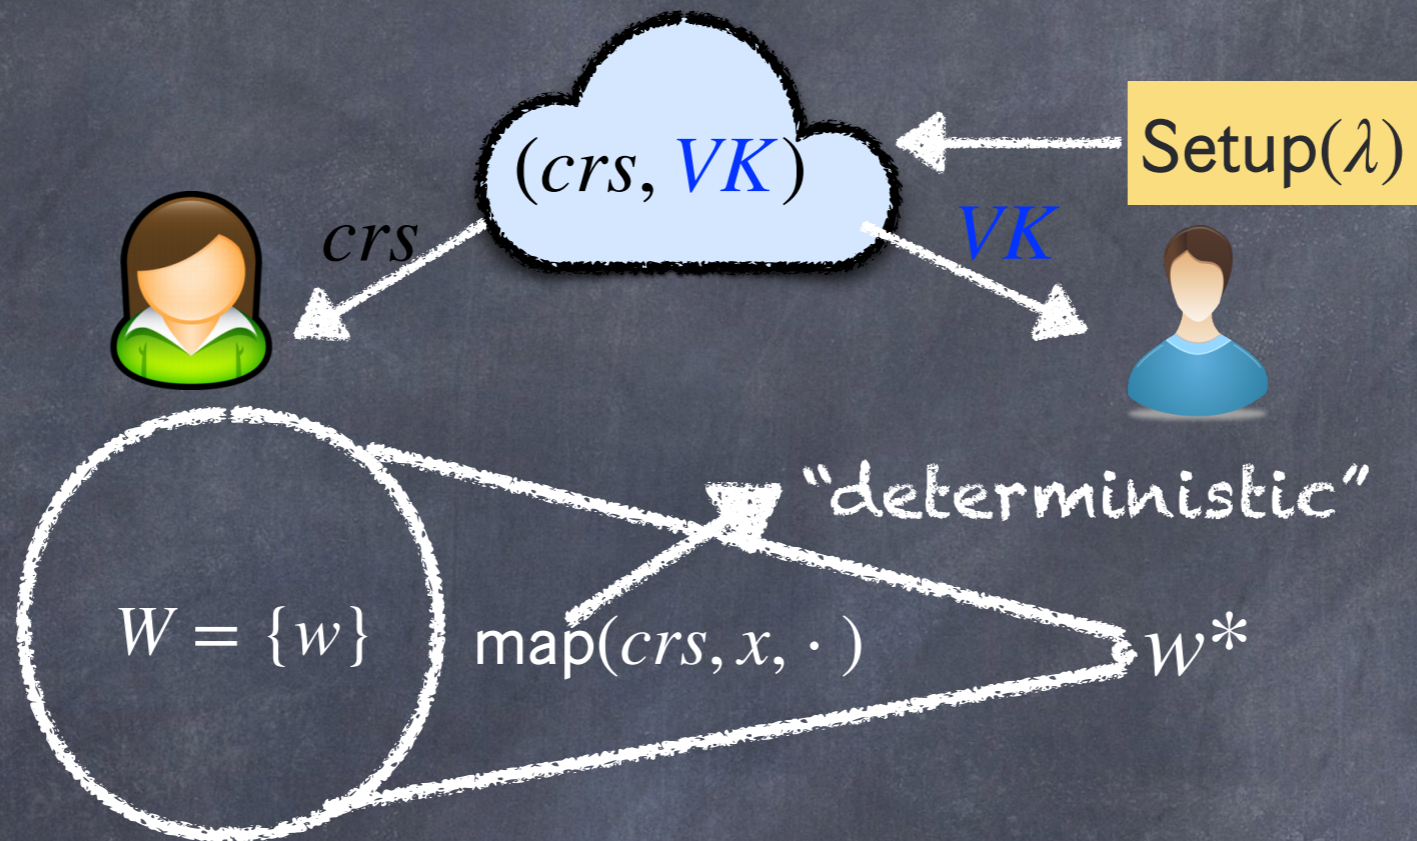 Setup(λ)
(crs, VK)
crs
VK
"deterministic"
W = {w}
map(crs, x, · )
w*